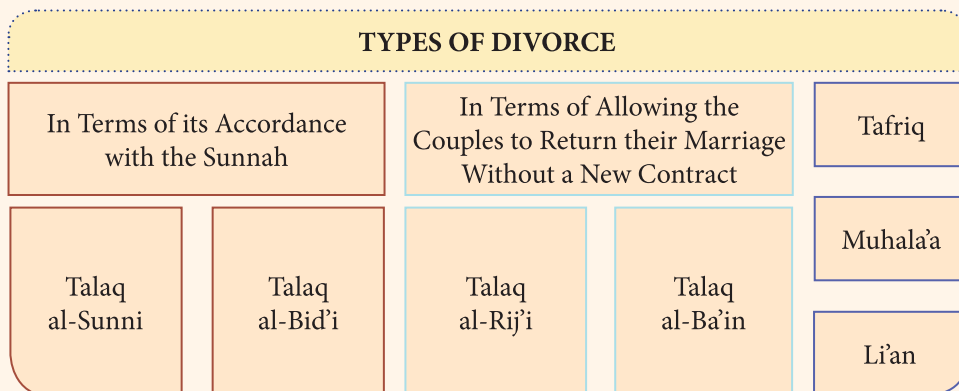 TYPES OF DIVORCE
In Terms of its Accordance
with the Sunnah
Talaq
al-Sunni
Talaq
al-Bid’i
In Terms of Allowing the
Couples to Return their Marriage
Without a New Contract
Talaq
al-Rij’i
Talaq
al-Ba’in
Tafriq
Muhala’a
Li’an